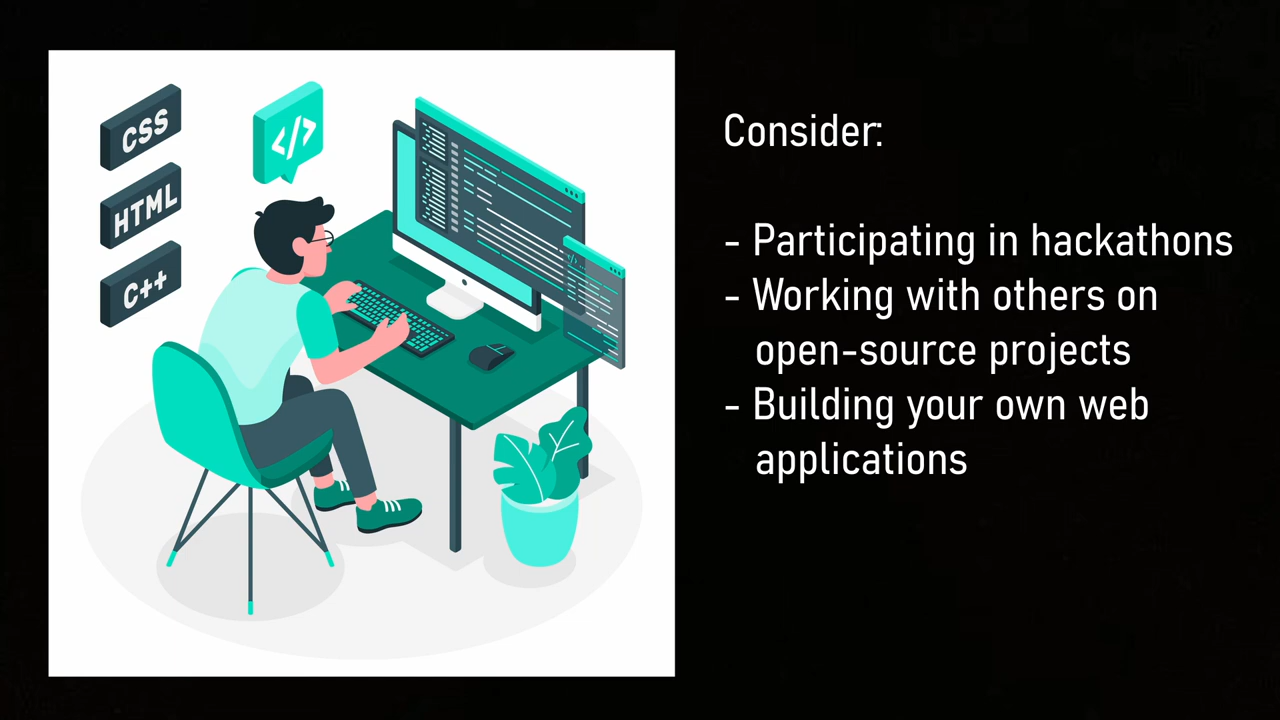 CSS
</>
HTML
C++
Consider:
- Participating in hackathons
- Working with others on
open-source projects
- Building your own web
applications